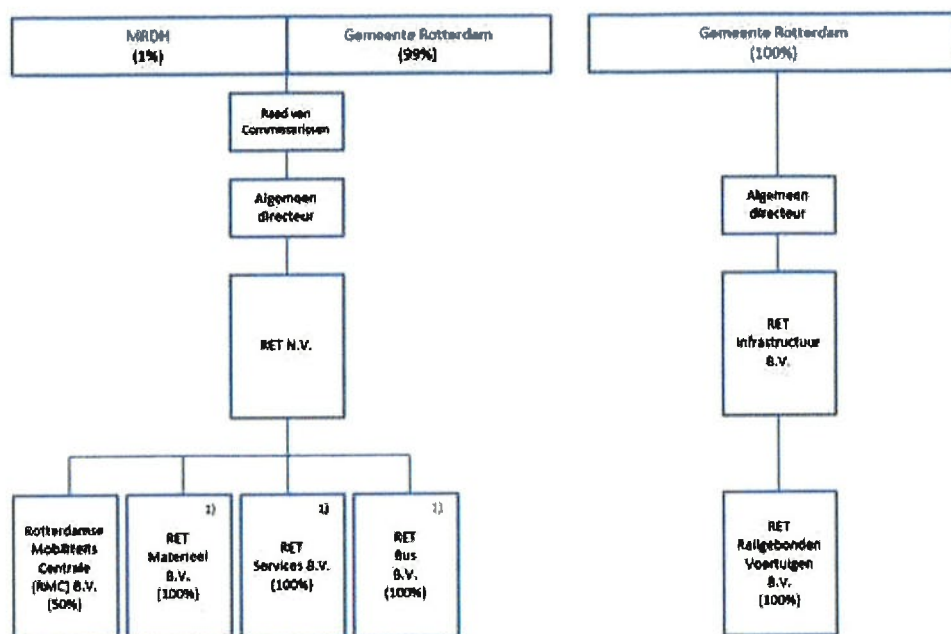 MRDH
(1%)
Gemeente Rotterdam
(99%)
Gemeente Rotterdam
(100%)
Raad van
Commissarissen
Algemeen
directeur
Algemeen
directeur
RET N.V.
RET
Infrastructuur
B.V.
Rotterdamse
Mobiliteits
Centrale
(RMC) B.V.
(50%)
1)
RET
Materieel
B.V.
(100%)
1)
RET
Services B.V.
(100%)
1)
RET
Bus
B.V.
(100%)
RET
Railgebonden
Voertuigen
B.V.
(100%)